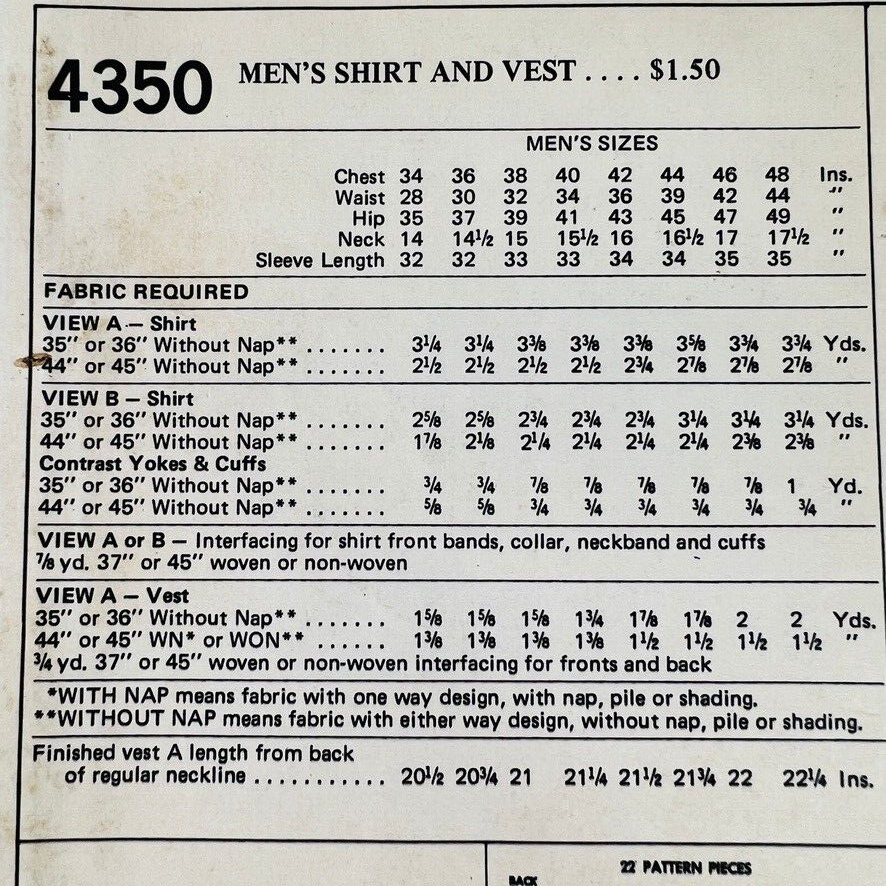 4350 MEN'S SHIRT AND VEST .... $1.50
MEN'S SIZES
Chest 34 36 38 40 42 44 46 48 Ins.
Waist 28 30 32 34 36 39 42 44 "
Hip 35 37 39 41 43 45 47 49 "
Neck 14 14½ 15 15½ 16 16½ 17 17½ "
Sleeve Length 32 32 33 33 34 34 35 35 "
FABRIC REQUIRED
VIEW A — Shirt
35" or 36" Without Nap** ....... 3¼ 3¼ 3⅜ 3⅜ 3⅜ 3⅝ 3¾ 3¾ Yds.
44" or 45" Without Nap** ....... 2½ 2½ 2½ 2½ 2¾ 2⅞ 2⅞ 2⅞ "
VIEW B — Shirt
35" or 36" Without Nap** ....... 2⅝ 2⅝ 2¾ 2¾ 2¾ 3¼ 3¼ 3¼ Yds.
44" or 45" Without Nap** ....... 1⅞ 2⅛ 2¼ 2¼ 2¼ 2¼ 2⅜ 2⅜ "
Contrast Yokes & Cuffs
35" or 36" Without Nap** ....... ¾ ¾ ⅞ ⅞ ⅞ ⅞ ⅞ 1 Yd.
44" or 45" Without Nap** ....... ⅝ ⅝ ¾ ¾ ¾ ¾ ¾ ¾ "
VIEW A or B — Interfacing for shirt front bands, collar, neckband and cuffs
⅞ yd. 37" or 45" woven or non-woven
VIEW A — Vest
35" or 36" Without Nap** ....... 1⅝ 1⅝ 1⅝ 1¾ 1⅞ 1⅞ 2 2 Yds.
44" or 45" WN* or WON** ...... 1⅜ 1⅜ 1⅜ 1⅜ 1½ 1½ 1½ 1½ "
¾ yd. 37" or 45" woven or non-woven interfacing for fronts and back
*WITH NAP means fabric with one way design, with nap, pile or shading.
**WITHOUT NAP means fabric with either way design, without nap, pile or shading.
Finished vest A length from back
of regular neckline ........... 20½ 20¾ 21 21¼ 21½ 21¾ 22 22¼ Ins.
22 PATTERN PIECES
BACK